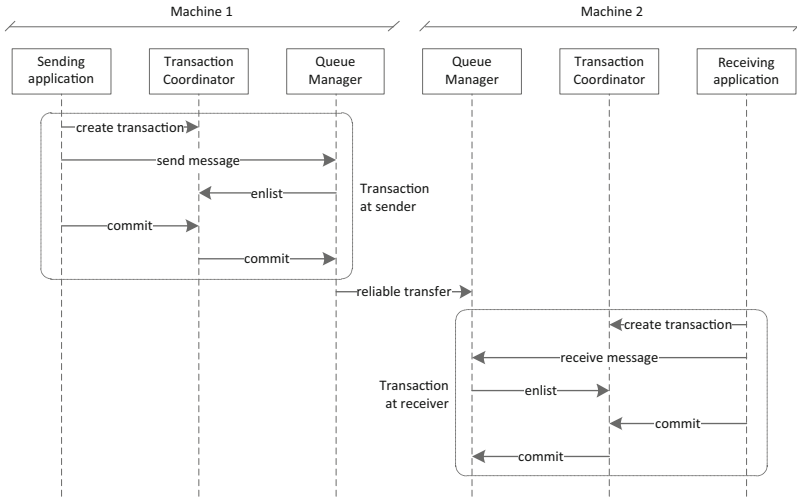 Machine 1
Machine 2
Sending
application
Transaction
Coordinator
Queue
Manager
Queue
Manager
Transaction
Coordinator
Receiving
application
create transaction
send message
enlist
Transaction
at sender
commit
commit
reliable transfer
create transaction
receive message
Transaction
at receiver
enlist
commit
commit